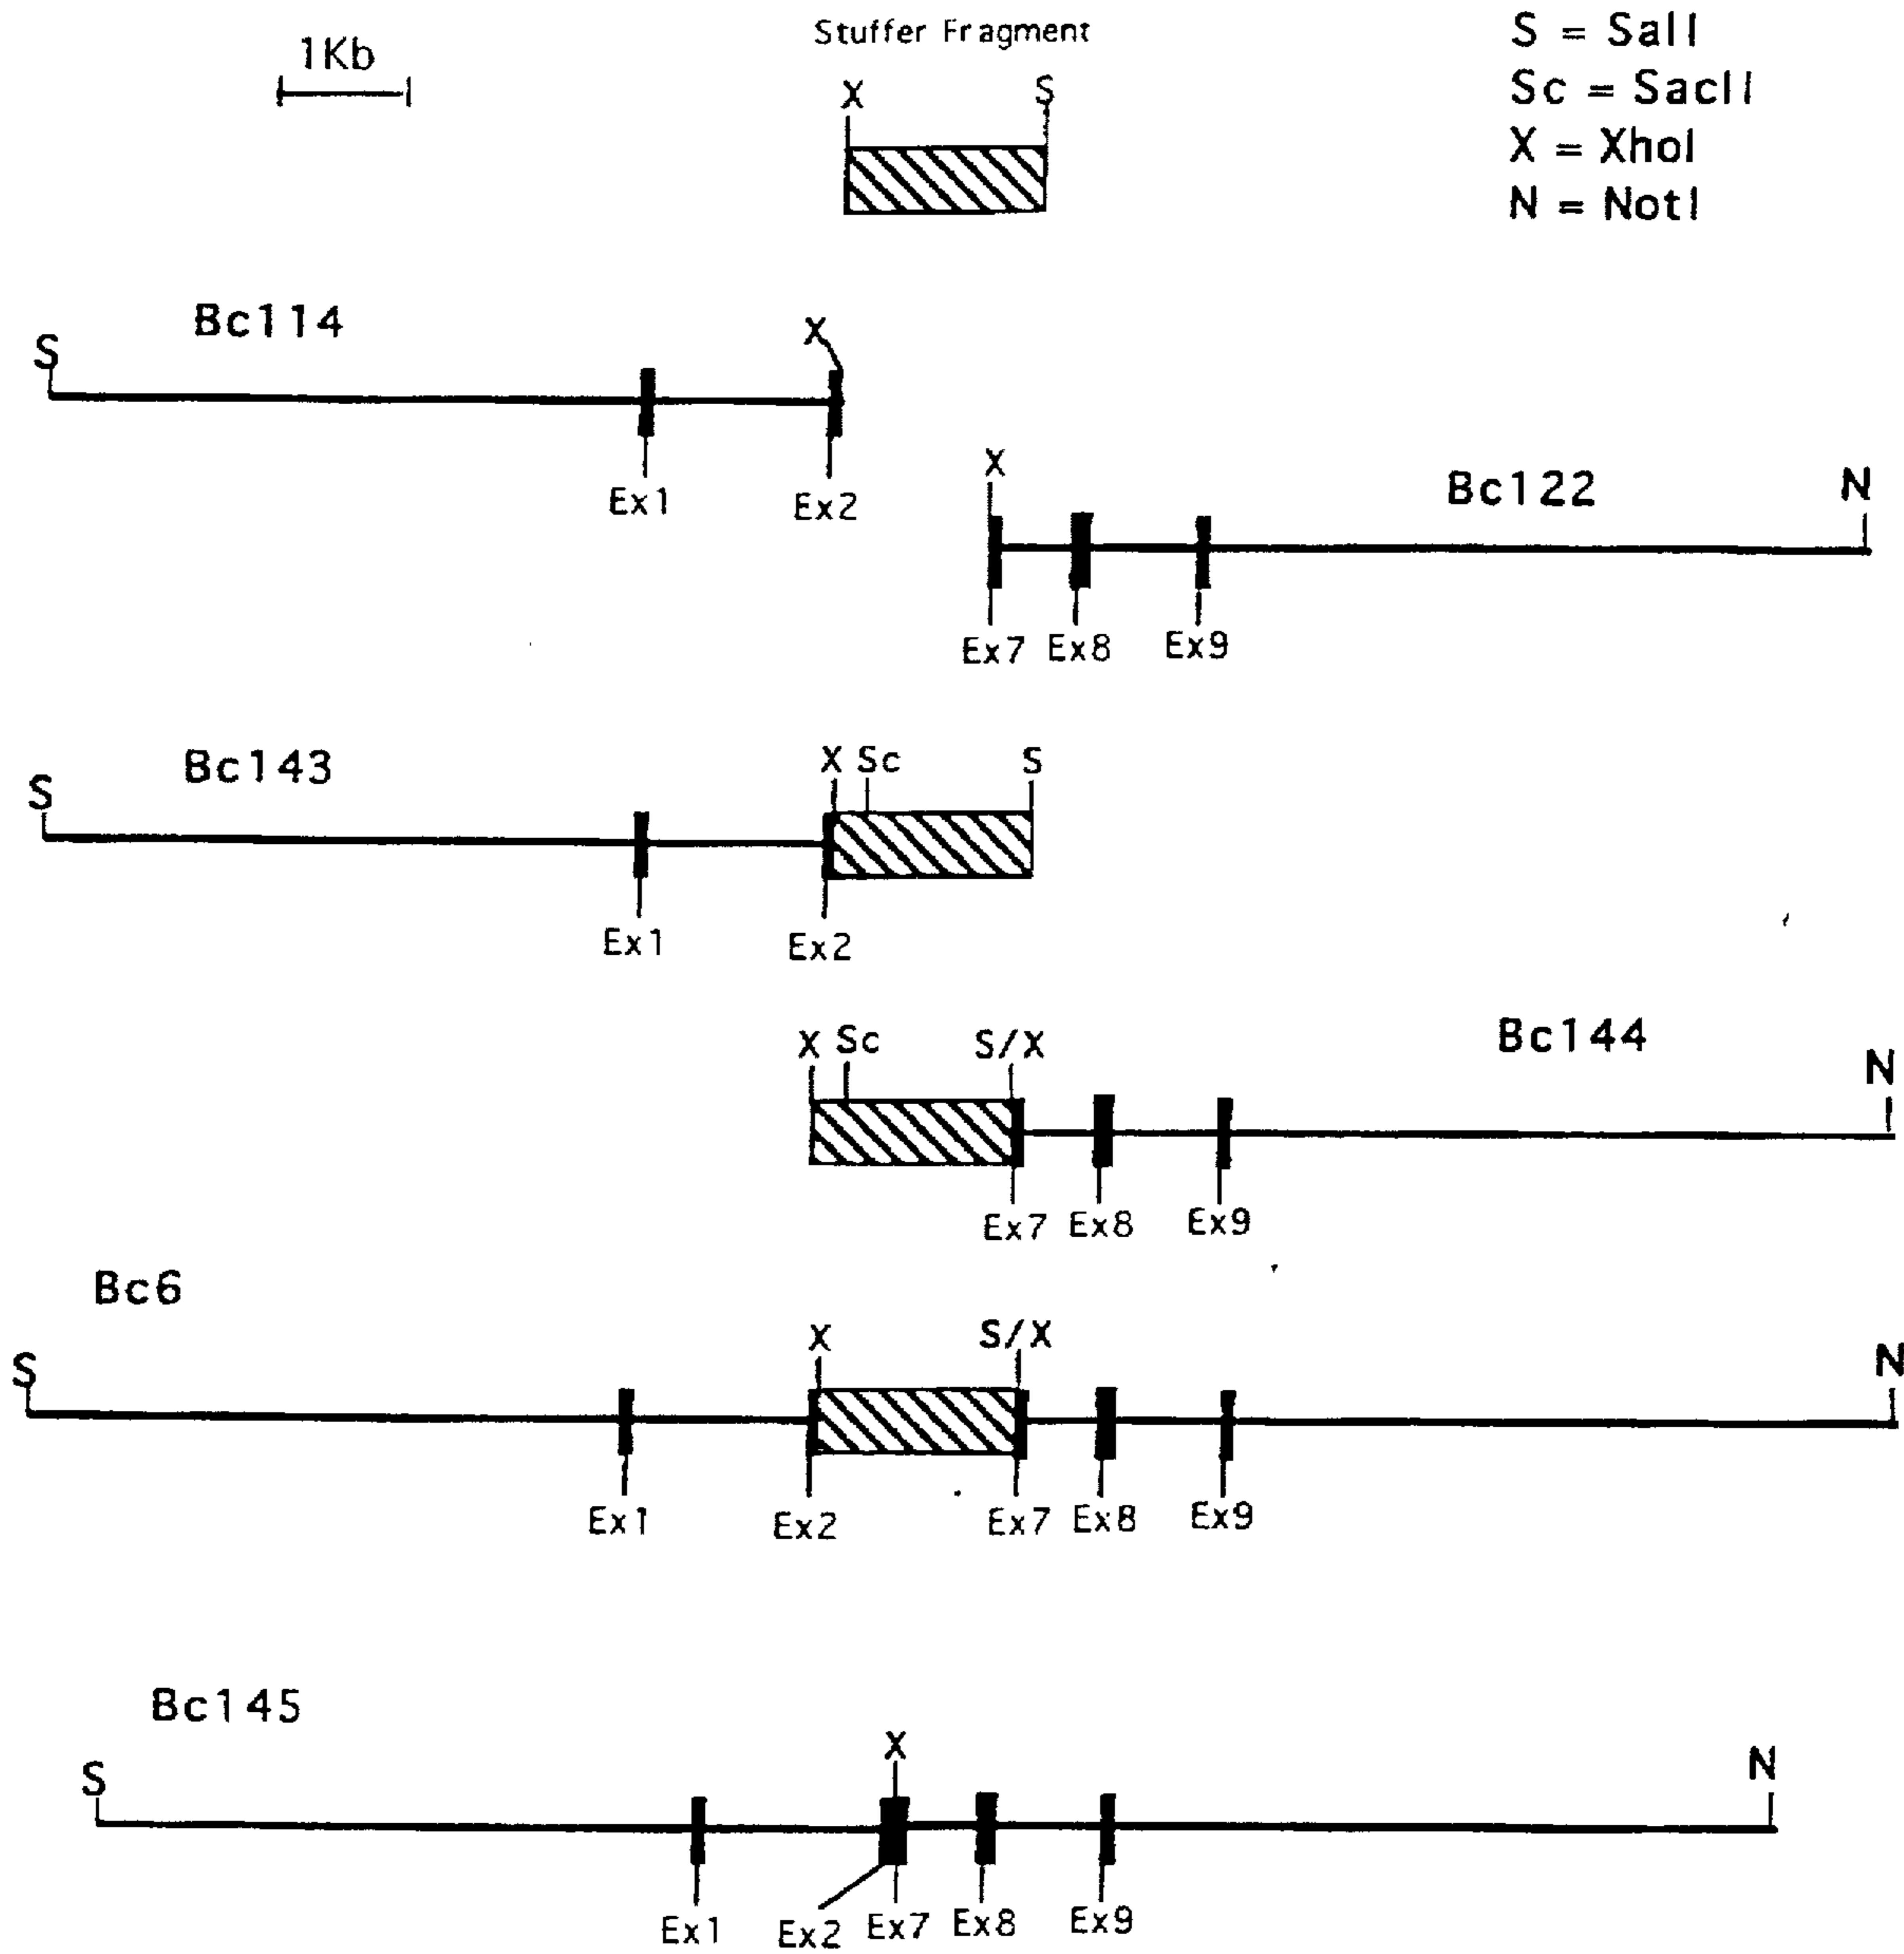 1Kb
Stuffer Fragment
X S
S = SalI
Sc = SacII
X = XhoI
N = NotI
Bc114
S X
Ex1 Ex2
Bc122
X N
Ex7 Ex8 Ex9
Bc143
S X Sc S
Ex1 Ex2
Bc144
X Sc S/X N
Ex7 Ex8 Ex9
Bc6
S X S/X N
Ex1 Ex2 Ex7 Ex8 Ex9
Bc145
S X N
Ex1 Ex2 Ex7 Ex8 Ex9